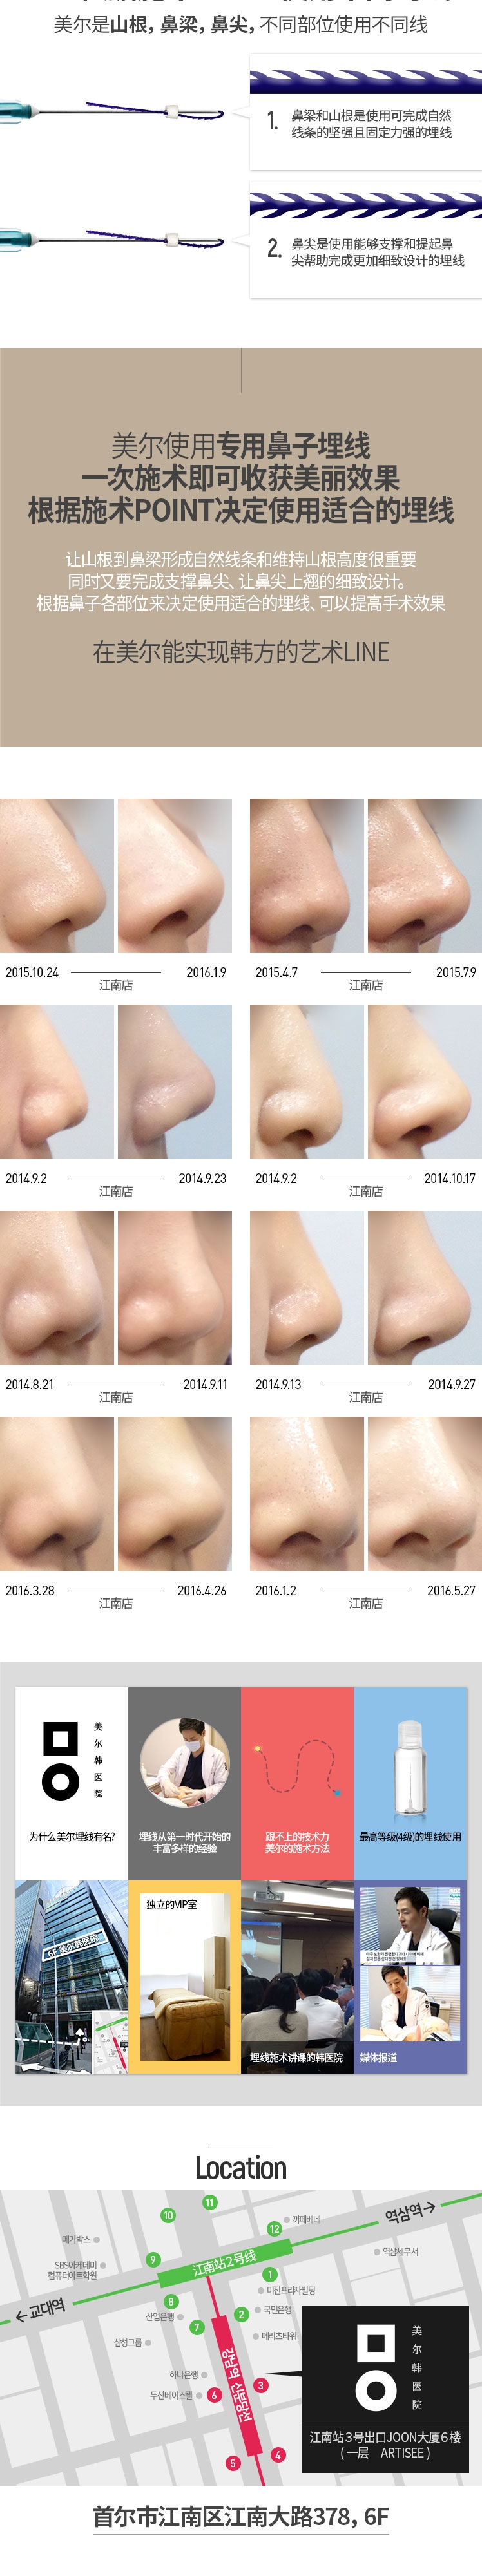 美尔是山根, 鼻梁, 鼻尖, 不同部位使用不同线
1. 鼻梁和山根是使用可完成自然
线条的坚强且固定力强的埋线
2. 鼻尖是使用能够支撑和提起鼻
尖帮助完成更加细致设计的埋线
美尔使用专用鼻子埋线
一次施术即可收获美丽效果
根据施术POINT决定使用适合的埋线
让山根到鼻梁形成自然线条和维持山根高度很重要
同时又要完成支撑鼻尖、让鼻尖上翘的细致设计。
根据鼻子各部位来决定使用适合的埋线、可以提高手术效果
在美尔能实现韩方的艺术LINE
2015.10.24 2016.1.9
江南店
2015.4.7 2015.7.9
江南店
2014.9.2 2014.9.23
江南店
2014.9.2 2014.10.17
江南店
2014.8.21 2014.9.11
江南店
2014.9.13 2014.9.27
江南店
2016.3.28 2016.4.26
江南店
2016.1.2 2016.5.27
江南店
美尔韩医院
为什么美尔埋线有名?
埋线从第一时代开始的
丰富多样的经验
跟不上的技术力
美尔的施术方法
最高等级(4级)的埋线使用
6F 美尔韩医院
独立的VIP室
埋线施术讲课的韩医院
媒体报道
Location
11
10
12
까페베네
역삼역→
메가박스
9
江南站2号线
역삼세무서
SBS아케데미
컴퓨터아트학원
1
미진프라자빌딩
←교대역
8
산업은행
2
국민은행
7
삼성그룹
메리츠타워
강남역 신분당선
하나은행
3
두산베이스텔
6
5
4
美尔韩医院
江南站3号出口JOON大厦6楼
(一层 ARTISEE)
首尔市江南区江南大路378, 6F